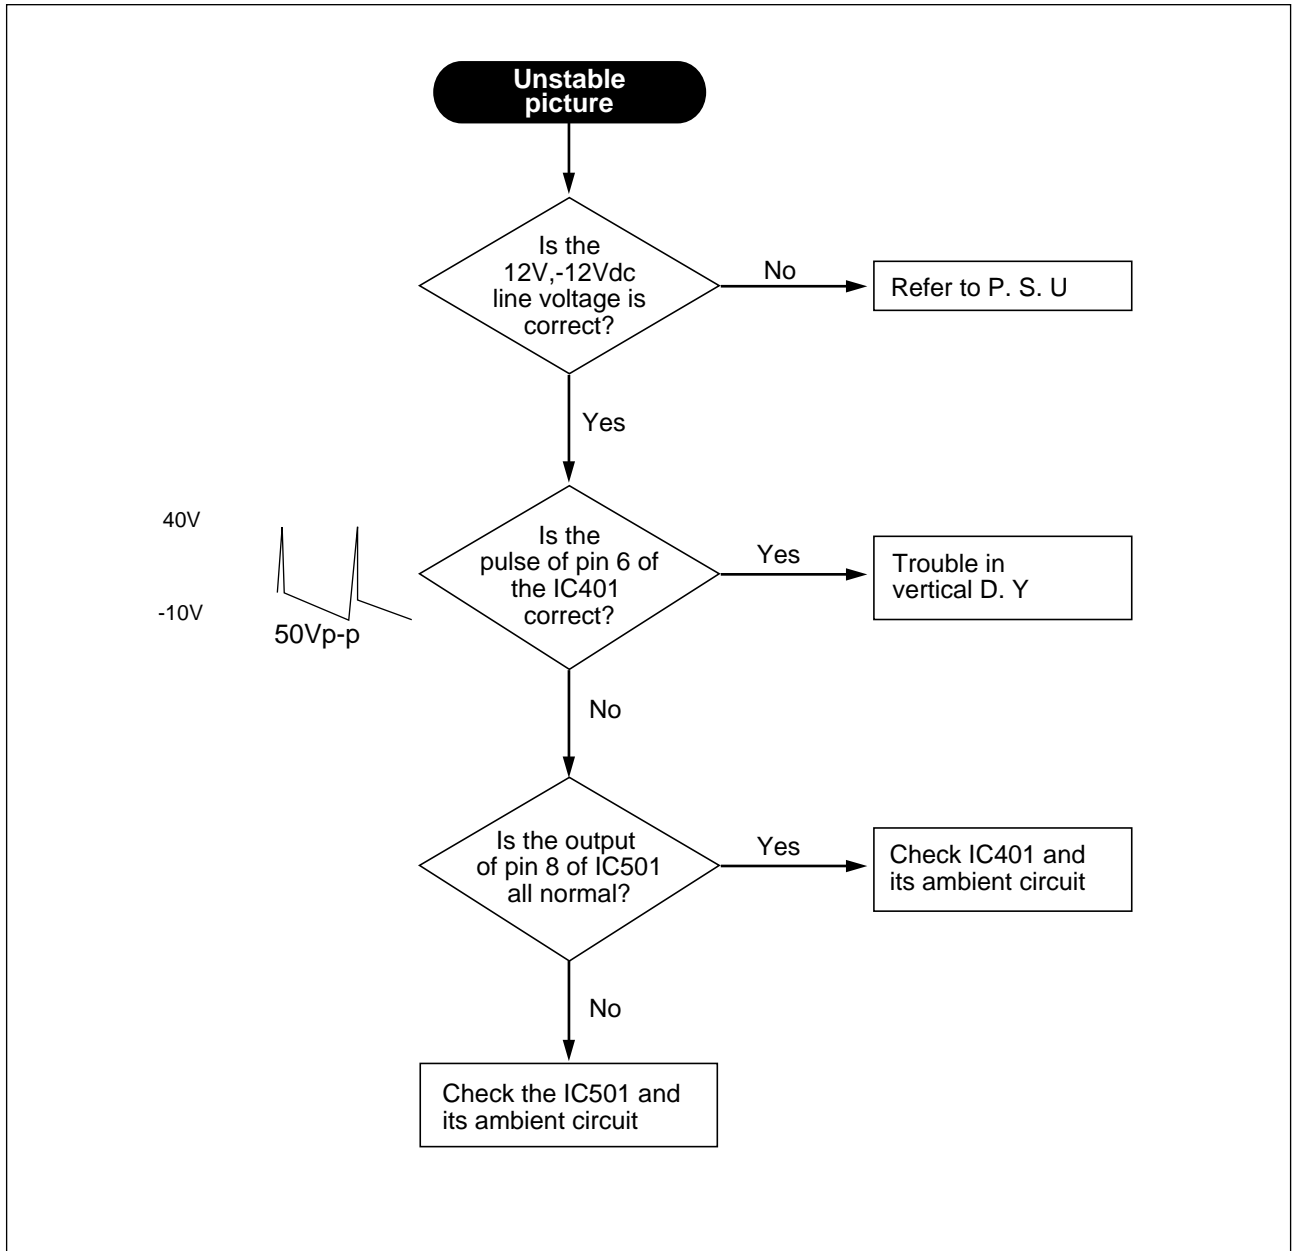 Unstable
picture
Is the
12V,-12Vdc
line voltage is
correct?
No
Refer to P. S. U
Yes
40V
-10V
50Vp-p
Is the
pulse of pin 6 of
the IC401
correct?
Yes
Trouble in
vertical D. Y
No
Is the output
of pin 8 of IC501
all normal?
Yes
Check IC401 and
its ambient circuit
No
Check the IC501 and
its ambient circuit